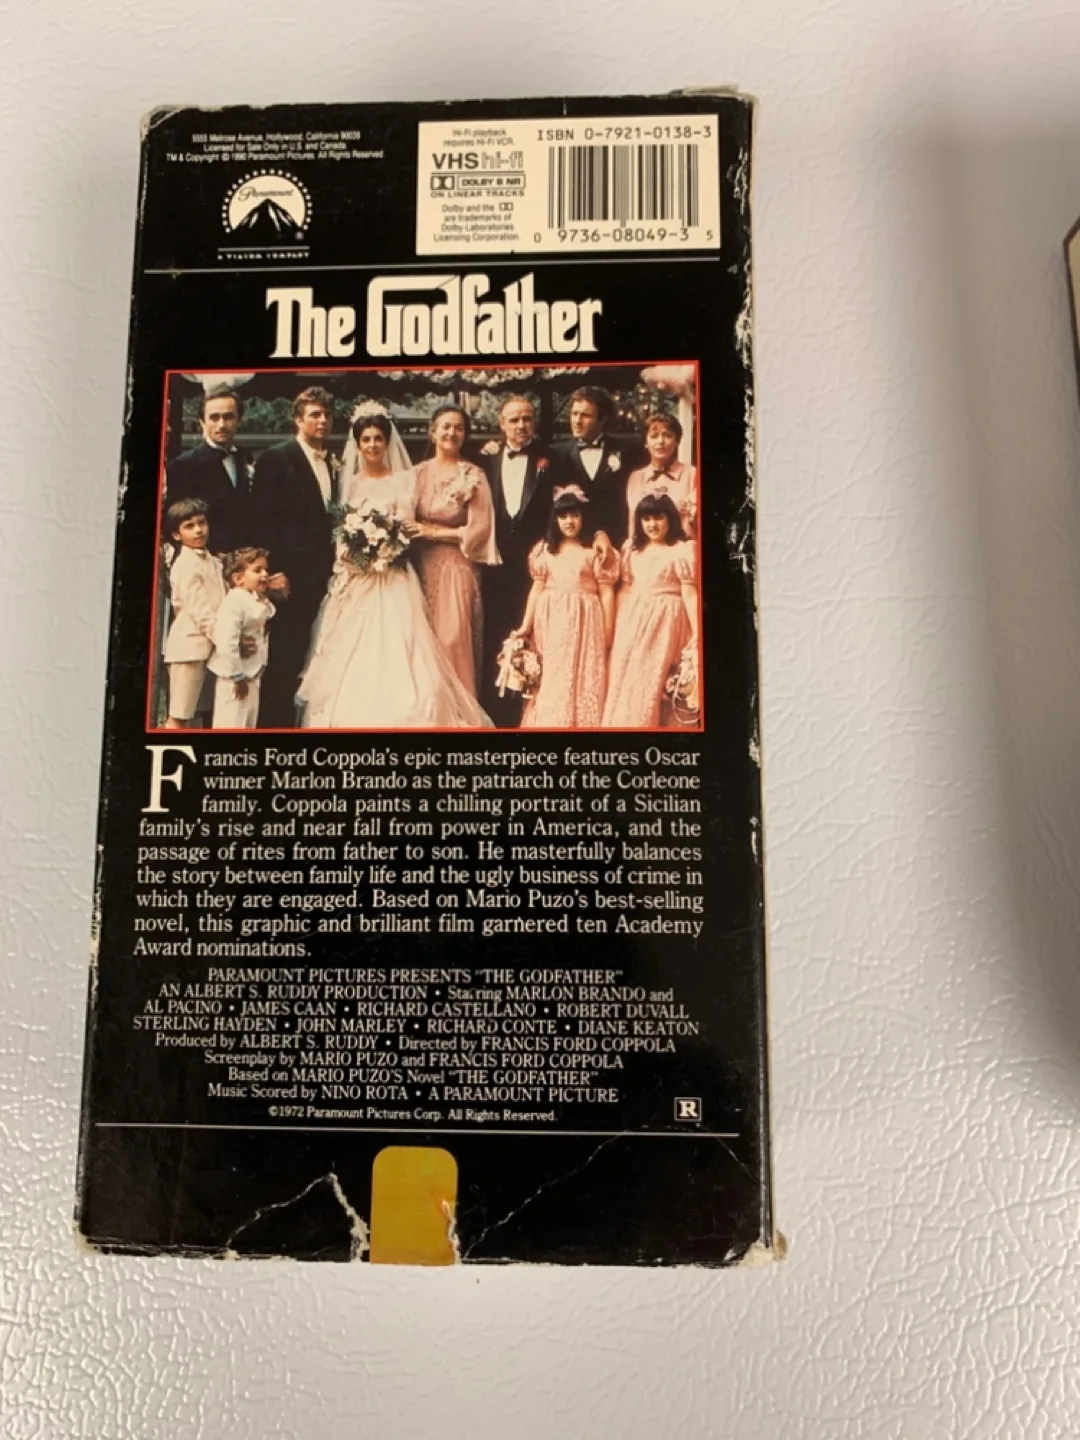 5555 Melrose Avenue, Hollywood, California 90038
Licensed for Sale Only in U.S. and Canada
TM & Copyright © 1990 Paramount Pictures. All Rights Reserved.
Paramount
®
A VIACOM COMPANY
Hi-Fi playback
requires Hi-Fi VCR.
VHS hi-fi
DOLBY B NR
ON LINEAR TRACKS
Dolby and the
are trademarks of
Dolby Laboratories
Licensing Corporation.
ISBN 0-7921-0138-3
0 9736-08049-3 5
The Godfather
Francis Ford Coppola's epic masterpiece features Oscar
winner Marlon Brando as the patriarch of the Corleone
family. Coppola paints a chilling portrait of a Sicilian
family's rise and near fall from power in America, and the
passage of rites from father to son. He masterfully balances
the story between family life and the ugly business of crime in
which they are engaged. Based on Mario Puzo's best-selling
novel, this graphic and brilliant film garnered ten Academy
Award nominations.
PARAMOUNT PICTURES PRESENTS "THE GODFATHER"
AN ALBERT S. RUDDY PRODUCTION • Starring MARLON BRANDO and
AL PACINO • JAMES CAAN • RICHARD CASTELLANO • ROBERT DUVALL
STERLING HAYDEN • JOHN MARLEY • RICHARD CONTE • DIANE KEATON
Produced by ALBERT S. RUDDY • Directed by FRANCIS FORD COPPOLA
Screenplay by MARIO PUZO and FRANCIS FORD COPPOLA
Based on MARIO PUZO'S Novel "THE GODFATHER"
Music Scored by NINO ROTA • A PARAMOUNT PICTURE
©1972 Paramount Pictures Corp. All Rights Reserved.
R